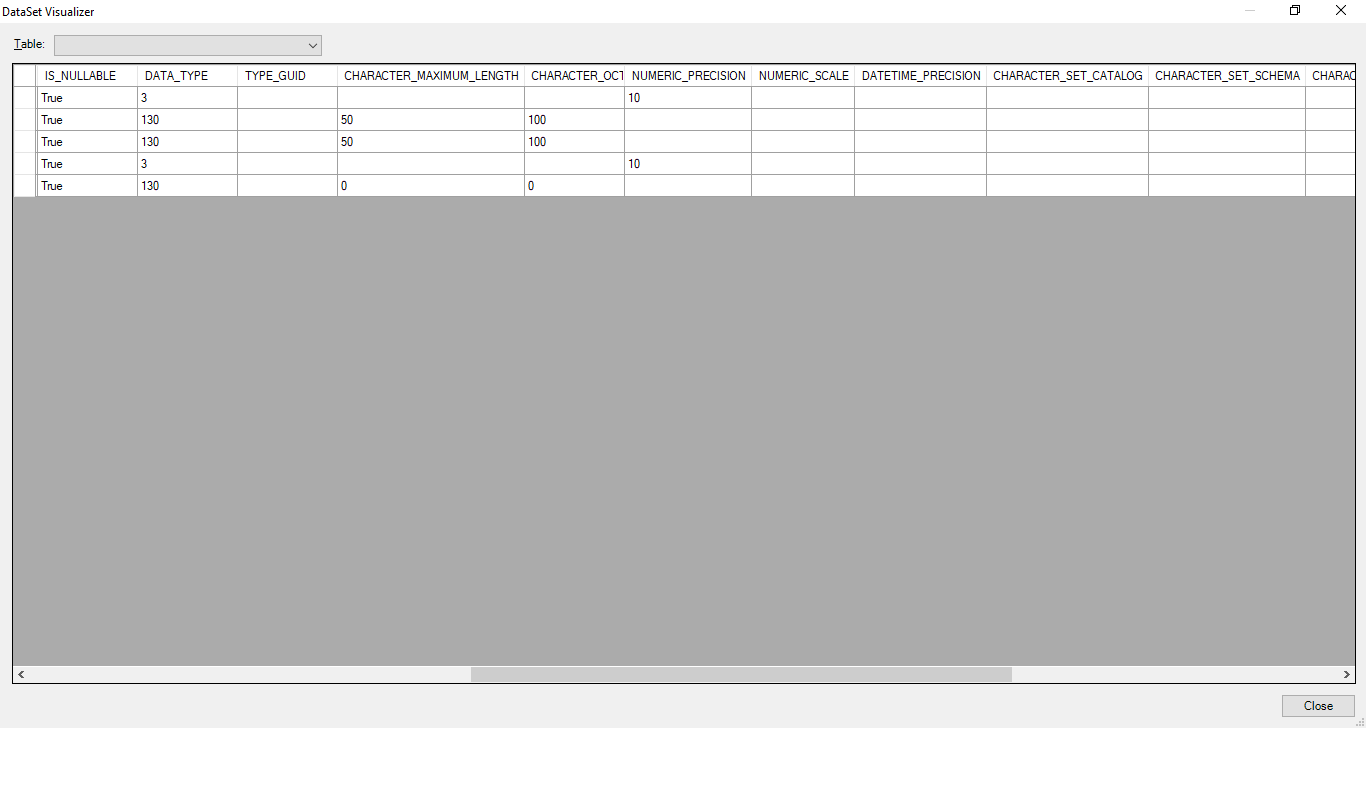 DataSet Visualizer
Table:
IS_NULLABLE DATA_TYPE TYPE_GUID CHARACTER_MAXIMUM_LENGTH CHARACTER_OCT NUMERIC_PRECISION NUMERIC_SCALE DATETIME_PRECISION CHARACTER_SET_CATALOG CHARACTER_SET_SCHEMA CHARAC
True 3 10
True 130 50 100
True 130 50 100
True 3 10
True 130 0 0
Close